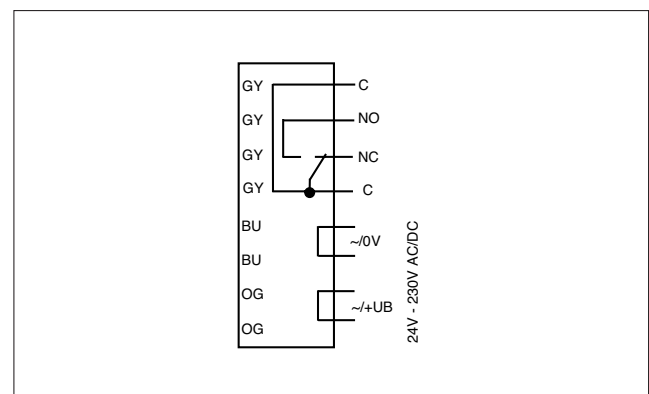 GY C
GY NO
GY NC
GY C
BU
~/0V
BU
OG
~/+UB
OG
24V - 230V AC/DC